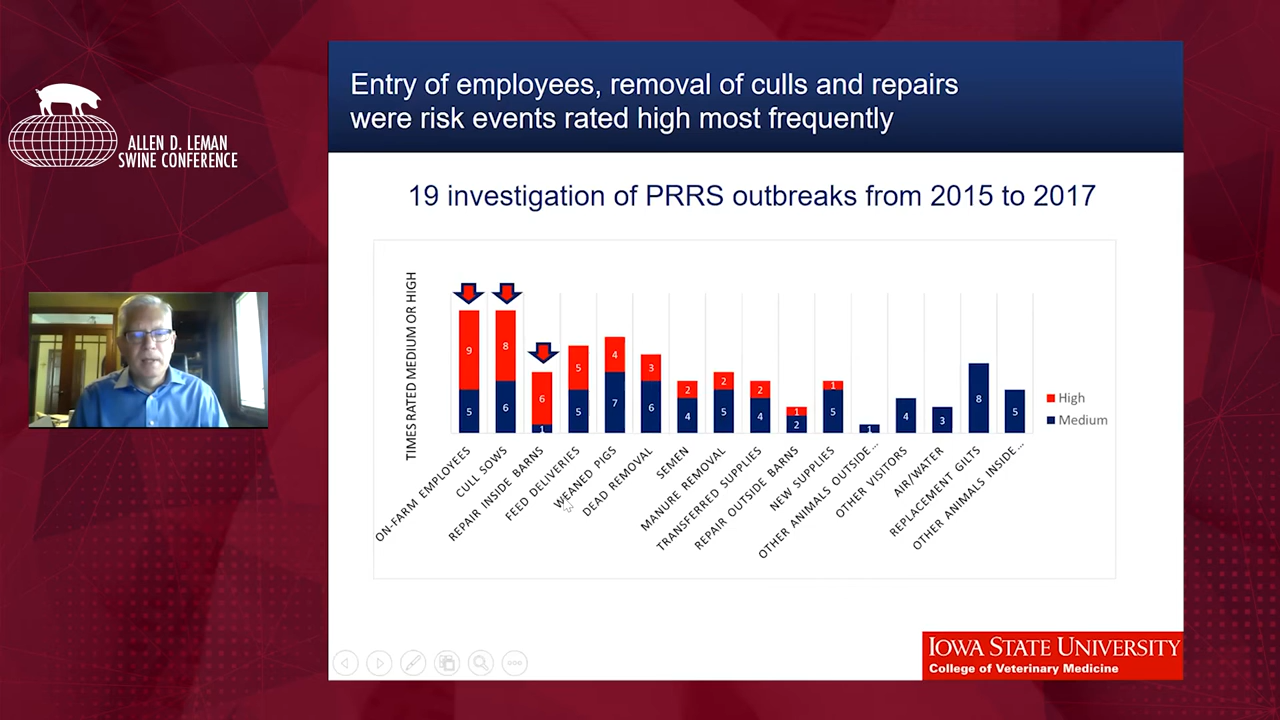 ALLEN D. LEMAN
SWINE CONFERENCE
Entry of employees, removal of culls and repairs
were risk events rated high most frequently
19 investigation of PRRS outbreaks from 2015 to 2017
TIMES RATED MEDIUM OR HIGH
9
8
6
5
4
3
2
2
2
1
1
5
6
1
5
7
6
4
5
4
2
5
1
4
3
8
5
High
Medium
ON-FARM EMPLOYEES
CULL SOWS
REPAIR INSIDE BARNS
FEED DELIVERIES
WEANED PIGS
DEAD REMOVAL
SEMEN
MANURE REMOVAL
TRANSFERRED SUPPLIES
REPAIR OUTSIDE BARNS
NEW SUPPLIES
OTHER ANIMALS OUTSIDE...
OTHER VISITORS
AIR/WATER
REPLACEMENT GILTS
OTHER ANIMALS INSIDE...
IOWA STATE UNIVERSITY
College of Veterinary Medicine